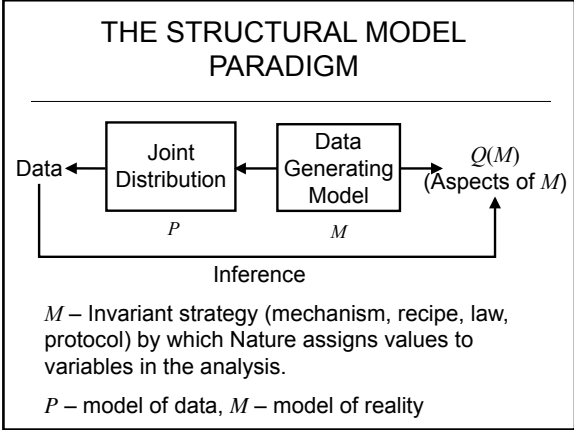 THE STRUCTURAL MODEL
PARADIGM
Data
Joint
Distribution
Data
Generating
Model
Q(M)
(Aspects of M)
P
M
Inference
M – Invariant strategy (mechanism, recipe, law,
protocol) by which Nature assigns values to
variables in the analysis.
P – model of data, M – model of reality